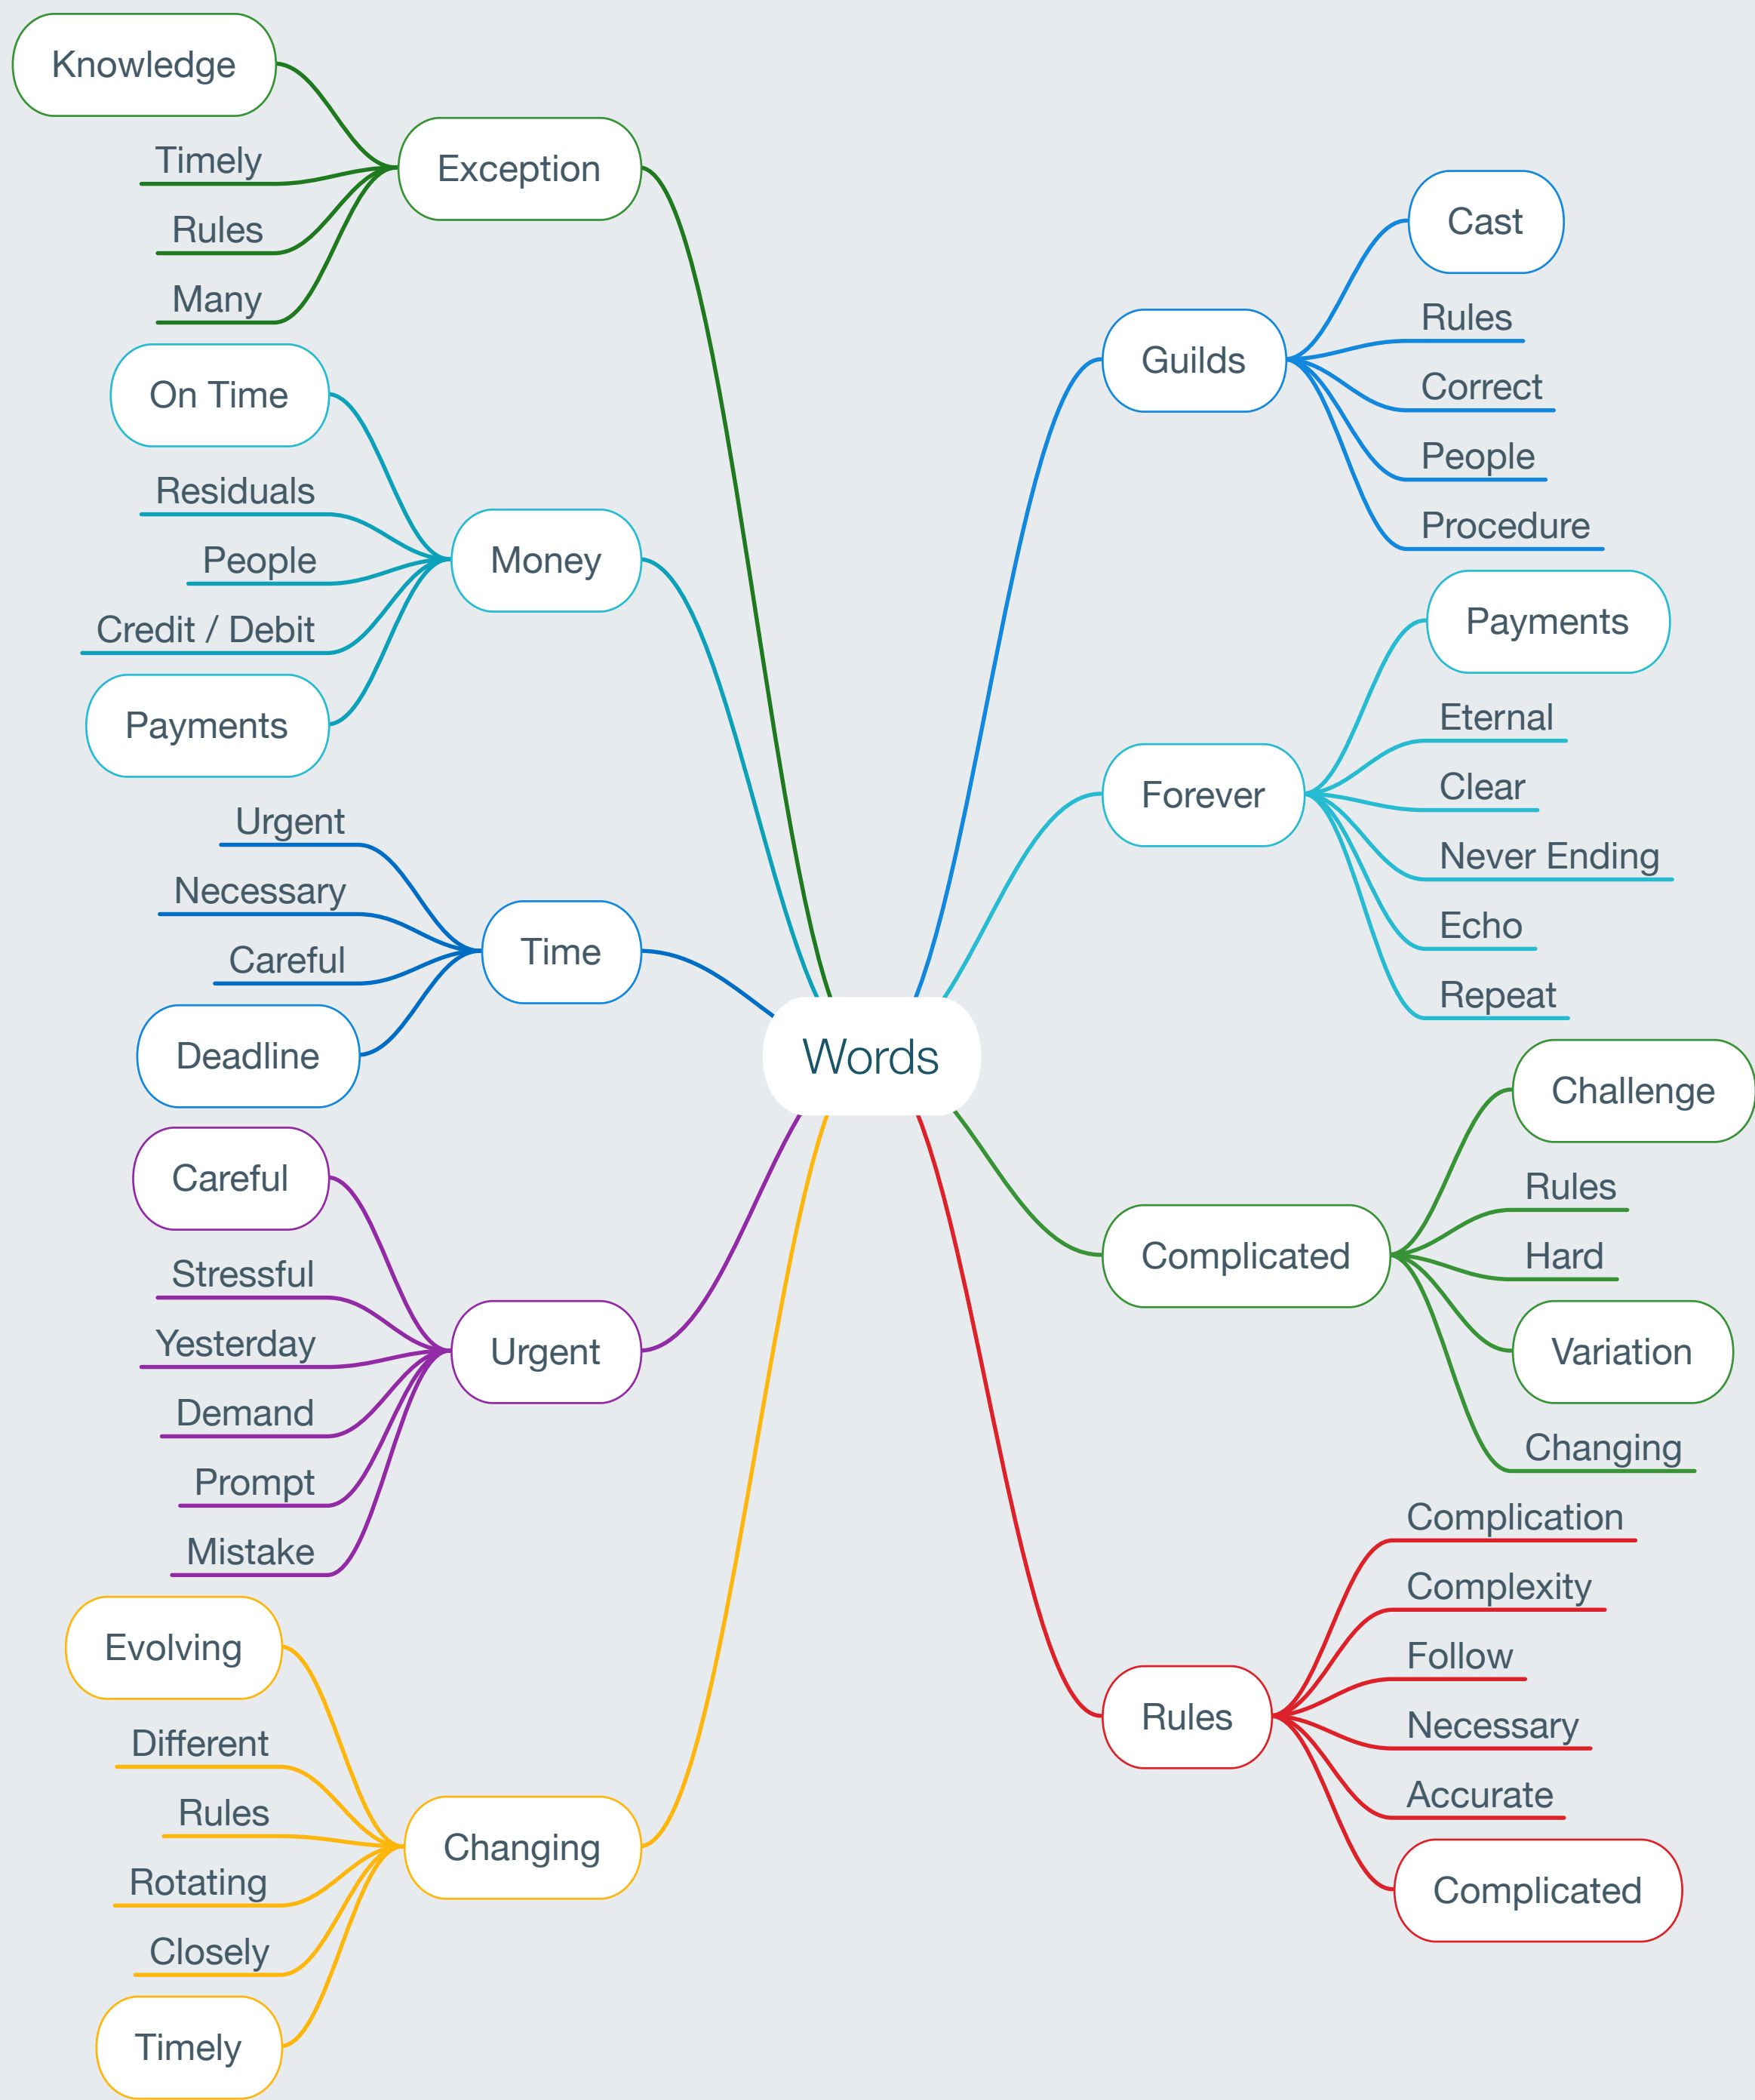 Words
Exception
Knowledge
Timely
Rules
Many
Money
On Time
Residuals
People
Credit / Debit
Payments
Time
Urgent
Necessary
Careful
Deadline
Urgent
Careful
Stressful
Yesterday
Demand
Prompt
Mistake
Changing
Evolving
Different
Rules
Rotating
Closely
Timely
Guilds
Cast
Rules
Correct
People
Procedure
Forever
Payments
Eternal
Clear
Never Ending
Echo
Repeat
Complicated
Challenge
Rules
Hard
Variation
Changing
Rules
Complication
Complexity
Follow
Necessary
Accurate
Complicated